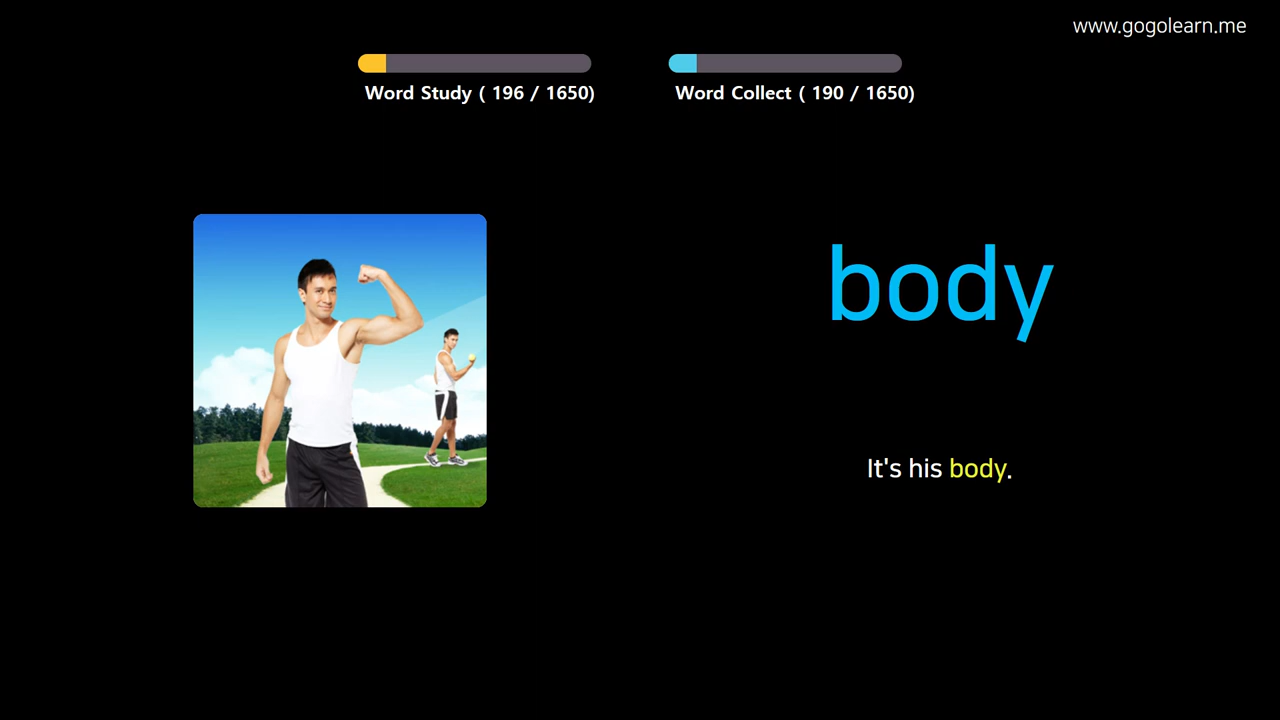 www.gogolearn.me
Word Study ( 196 / 1650)
Word Collect ( 190 / 1650)
body
It's his body.